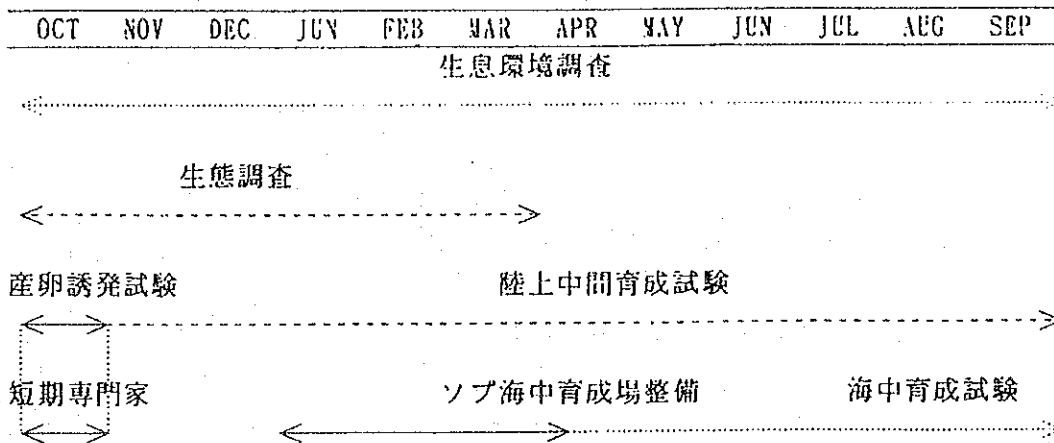 OCT NOV DEC JUN FEB MAR APR MAY JUN JUL AUG SEP
生息環境調査
生態調査
産卵誘発試験 陸上中間育成試験
短期専門家 ソプ海中育成場整備 海中育成試験